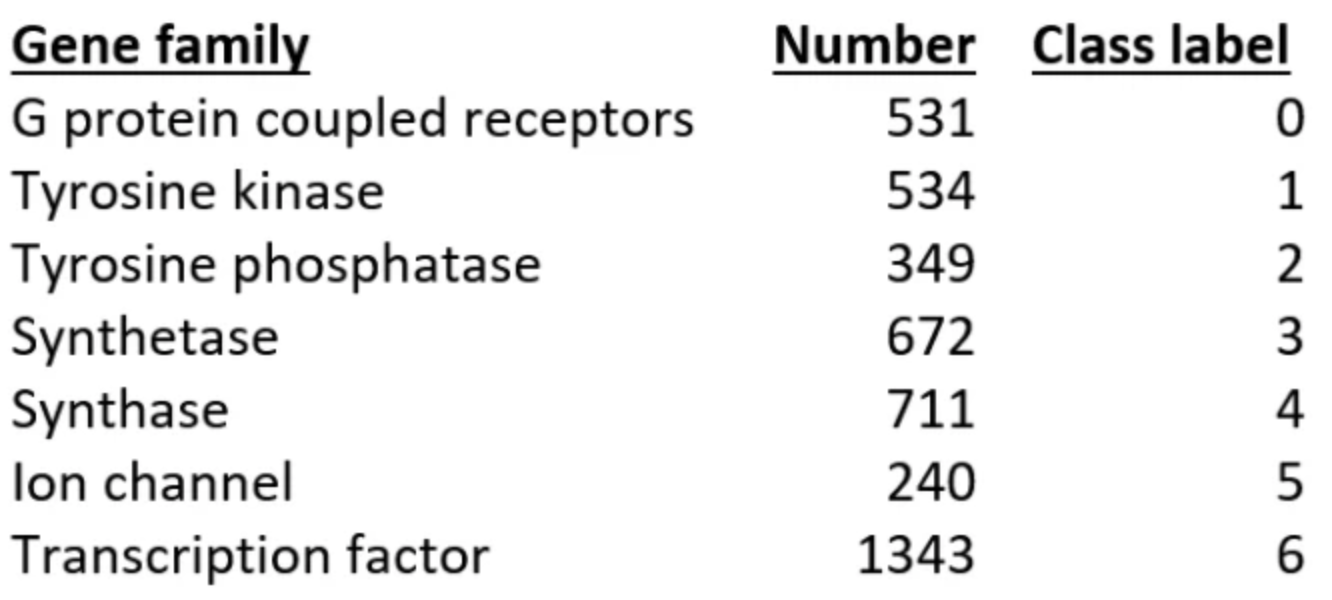 Gene family Number Class label
G protein coupled receptors 531 0
Tyrosine kinase 534 1
Tyrosine phosphatase 349 2
Synthetase 672 3
Synthase 711 4
Ion channel 240 5
Transcription factor 1343 6